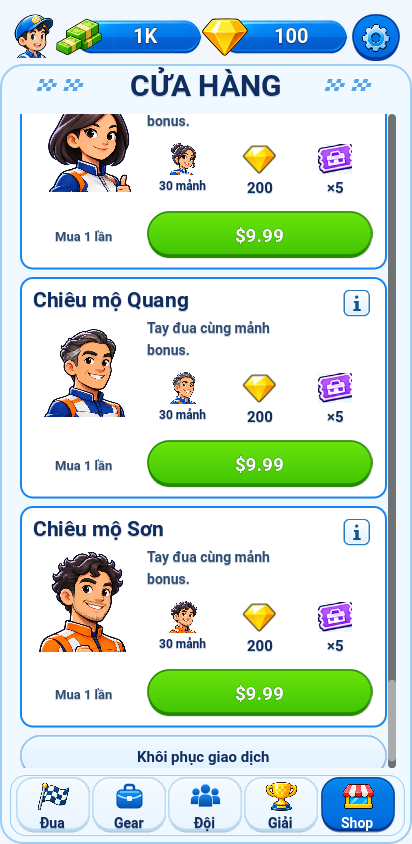 1K
100
CỬA HÀNG
bonus.
30 mảnh
200
×5
Mua 1 lần
$9.99
Chiêu mộ Quang
i
Tay đua cùng mảnh
bonus.
30 mảnh
200
×5
Mua 1 lần
$9.99
Chiêu mộ Sơn
i
Tay đua cùng mảnh
bonus.
30 mảnh
200
×5
Mua 1 lần
$9.99
Khôi phục giao dịch
Đua
Gear
Đội
Giải
Shop